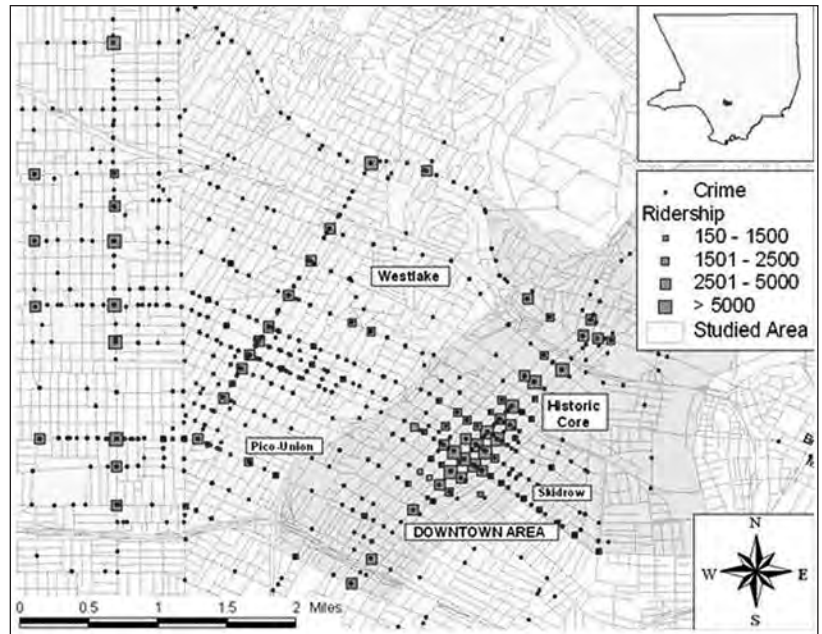 Crime
Ridership
150 - 1500
1501 - 2500
2501 - 5000
> 5000
Studied Area
Westlake
Historic
Core
Pico-Union
Skidrow
DOWNTOWN AREA
N
W
E
S
0 0.5 1 1.5 2 Miles